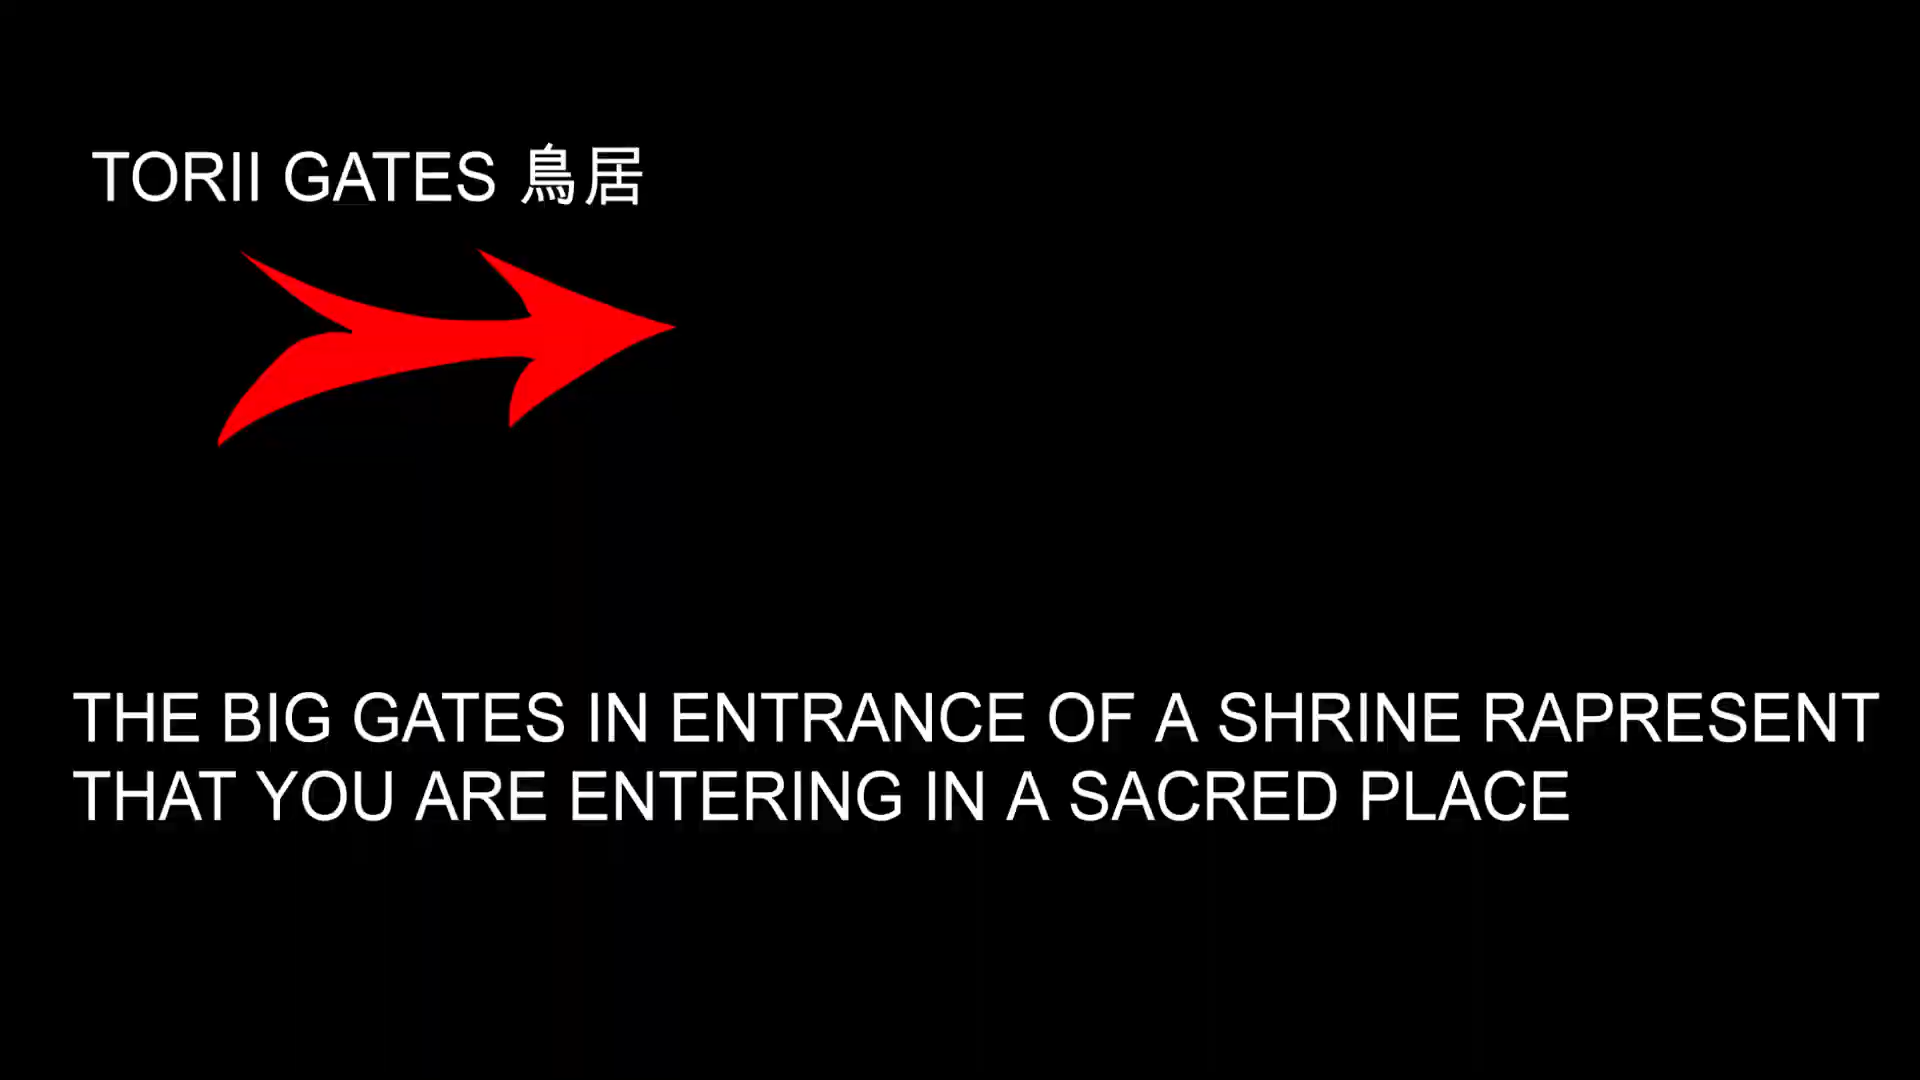 TORII GATES 鳥居
THE BIG GATES IN ENTRANCE OF A SHRINE RAPRESENT
THAT YOU ARE ENTERING IN A SACRED PLACE